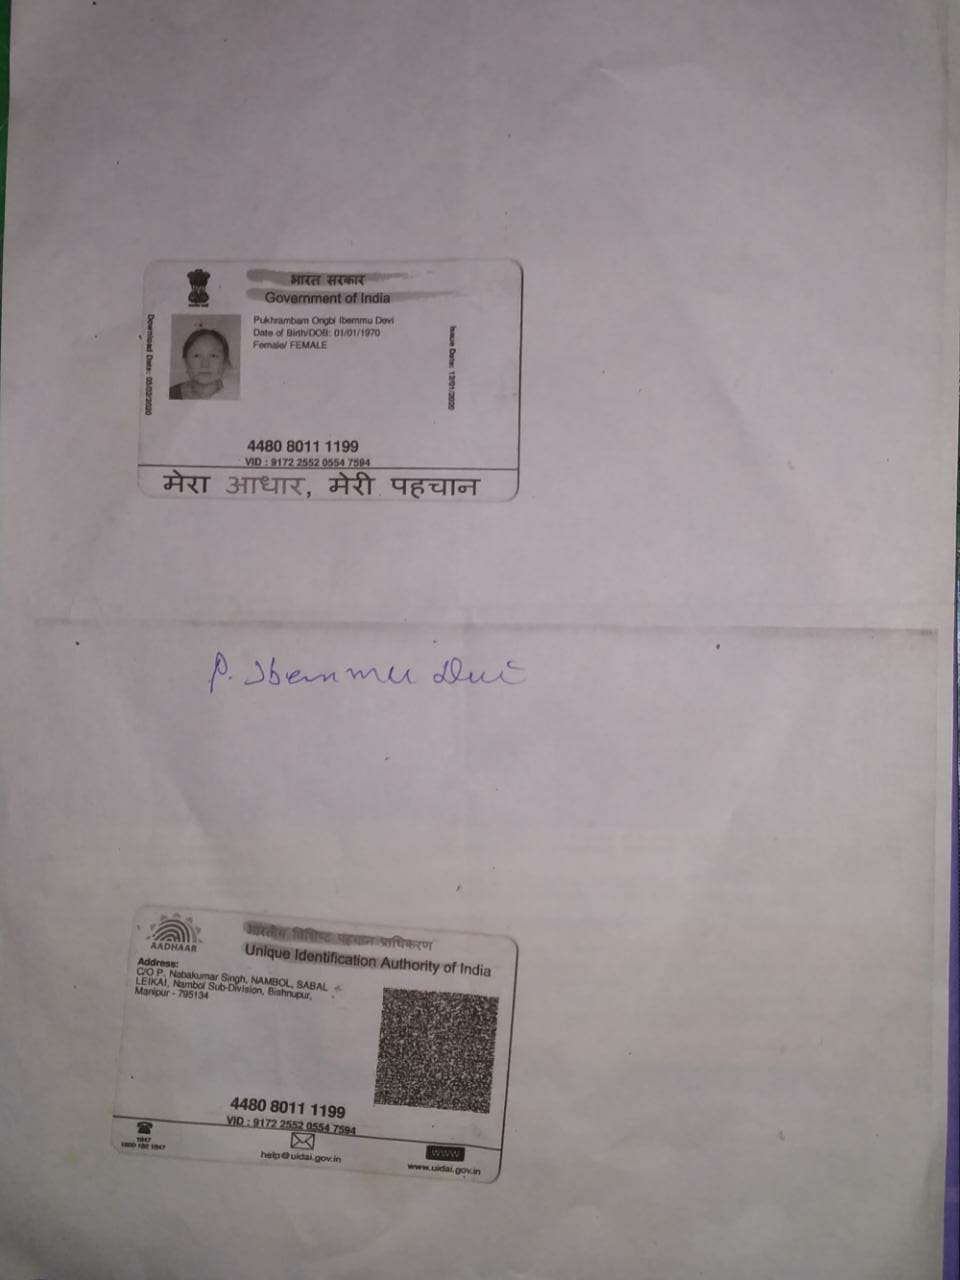 भारत सरकार
Government of India
Download Date: 05/02/2020
Pukhrambam Ongbi Ibemmu Devi
Date of Birth/DOB: 01/01/1970
Female/ FEMALE
Issue Date: 13/01/2020
4480 8011 1199
VID : 9172 2552 0554 7594
मेरा आधार, मेरी पहचान
P. Ibemmu Devi
भारतीय विशिष्ट पहचान प्राधिकरण
Unique Identification Authority of India
AADHAAR
Address:
C/O P. Nabakumar Singh, NAMBOL, SABAL
LEIKAI, Nambol Sub-Division, Bishnupur,
Manipur - 795134
4480 8011 1199
VID : 9172 2552 0554 7594
1947
1800 180 1947
help@uidai.gov.in
WWW
www.uidai.gov.in